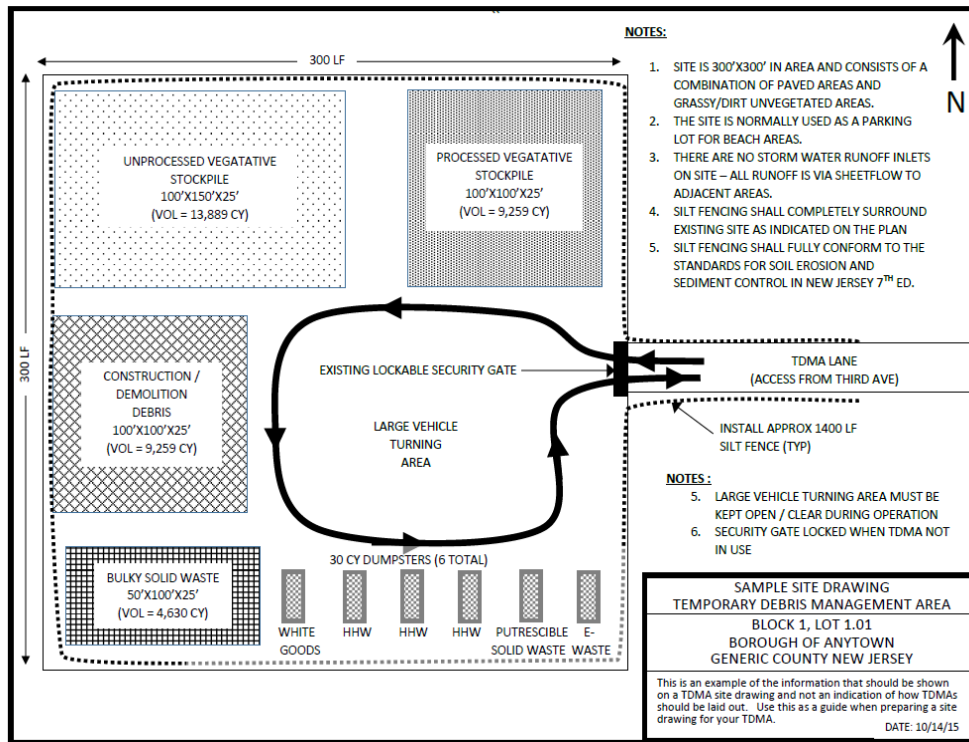 300 LF
300 LF
UNPROCESSED VEGATATIVE
STOCKPILE
100'X150'X25'
(VOL = 13,889 CY)
PROCESSED VEGATATIVE
STOCKPILE
100'X100'X25'
(VOL = 9,259 CY)
CONSTRUCTION /
DEMOLITION
DEBRIS
100'X100'X25'
(VOL = 9,259 CY)
EXISTING LOCKABLE SECURITY GATE
LARGE VEHICLE
TURNING
AREA
TDMA LANE
(ACCESS FROM THIRD AVE)
INSTALL APPROX 1400 LF
SILT FENCE (TYP)
BULKY SOLID WASTE
50'X100'X25'
(VOL = 4,630 CY)
30 CY DUMPSTERS (6 TOTAL)
WHITE
GOODS
HHW
HHW
HHW
PUTRESCIBLE
SOLID WASTE
E-
WASTE
NOTES:
1. SITE IS 300'X300' IN AREA AND CONSISTS OF A
COMBINATION OF PAVED AREAS AND
GRASSY/DIRT UNVEGETATED AREAS.
2. THE SITE IS NORMALLY USED AS A PARKING
LOT FOR BEACH AREAS.
3. THERE ARE NO STORM WATER RUNOFF INLETS
ON SITE – ALL RUNOFF IS VIA SHEETFLOW TO
ADJACENT AREAS.
4. SILT FENCING SHALL COMPLETELY SURROUND
EXISTING SITE AS INDICATED ON THE PLAN
5. SILT FENCING SHALL FULLY CONFORM TO THE
STANDARDS FOR SOIL EROSION AND
SEDIMENT CONTROL IN NEW JERSEY 7TH ED.
N
NOTES :
5. LARGE VEHICLE TURNING AREA MUST BE
KEPT OPEN / CLEAR DURING OPERATION
6. SECURITY GATE LOCKED WHEN TDMA NOT
IN USE
SAMPLE SITE DRAWING
TEMPORARY DEBRIS MANAGEMENT AREA
BLOCK 1, LOT 1.01
BOROUGH OF ANYTOWN
GENERIC COUNTY NEW JERSEY
This is an example of the information that should be shown
on a TDMA site drawing and not an indication of how TDMAs
should be laid out. Use this as a guide when preparing a site
drawing for your TDMA.
DATE: 10/14/15